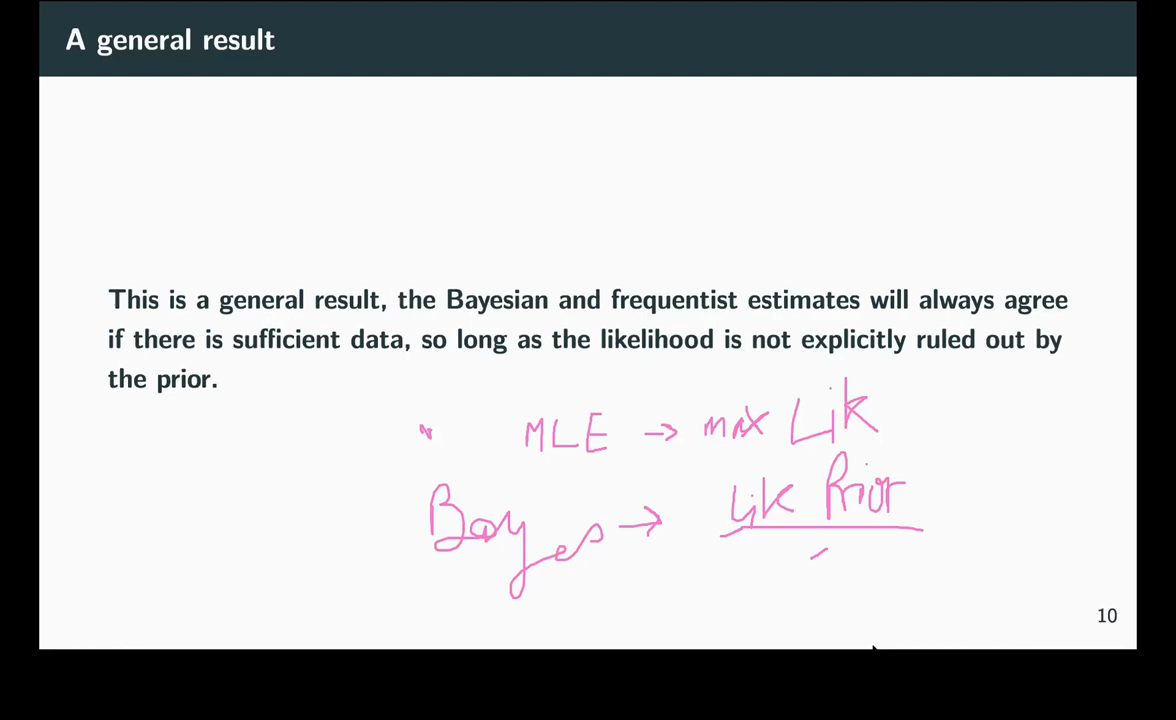 A general result
This is a general result, the Bayesian and frequentist estimates will always agree
if there is sufficient data, so long as the likelihood is not explicitly ruled out by
the prior.
MLE → max Lik
Bayes → Lik Prior
10